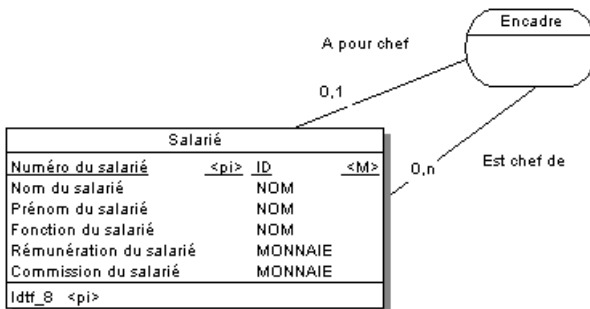 Encadre
A pour chef
0,1
Salarié
Numéro du salarié <pi> ID <M>
0,n
Est chef de
Nom du salarié NOM
Prénom du salarié NOM
Fonction du salarié NOM
Rémunération du salarié MONNAIE
Commission du salarié MONNAIE
Idtf_8 <pi>